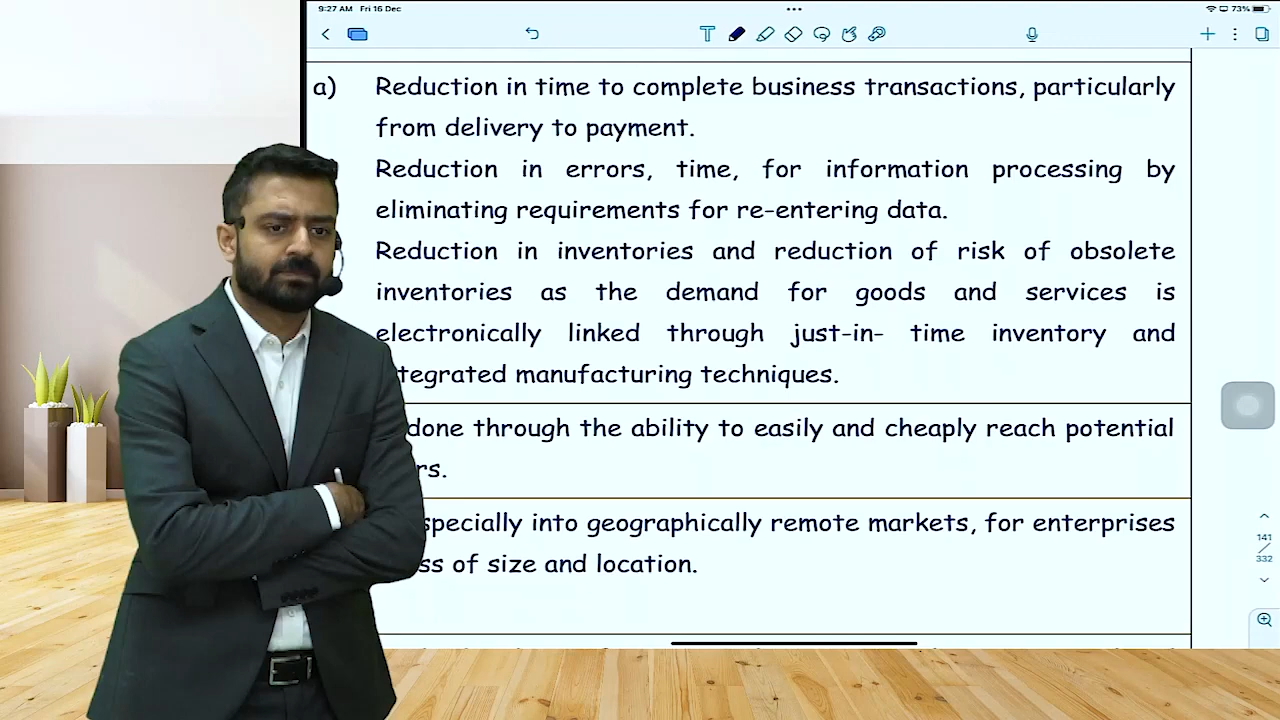 9:27 AM Fri 16 Dec
73%
a) Reduction in time to complete business transactions, particularly
from delivery to payment.
Reduction in errors, time, for information processing by
eliminating requirements for re-entering data.
Reduction in inventories and reduction of risk of obsolete
inventories as the demand for goods and services is
electronically linked through just-in- time inventory and
tegrated manufacturing techniques.
done through the ability to easily and cheaply reach potential
rs.
specially into geographically remote markets, for enterprises
ss of size and location.
141
/
332